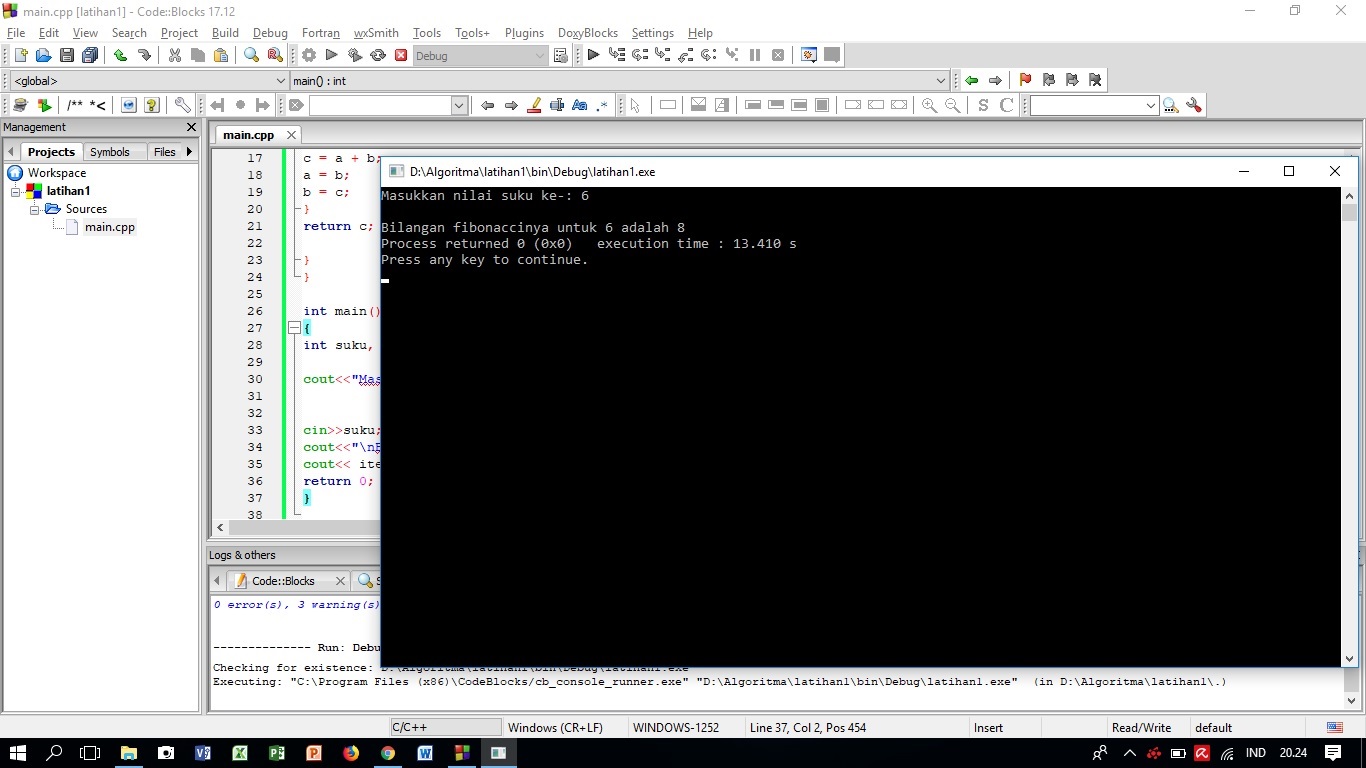 main.cpp [latihan1] - Code::Blocks 17.12
File Edit View Search Project Build Debug Fortran wxSmith Tools Tools+ Plugins DoxyBlocks Settings Help
Debug
<global> main() : int
/** *<
S C
Management
Projects Symbols Files
Workspace
latihan1
Sources
main.cpp
main.cpp
17 c = a + b;
18 a = b;
19 b = c;
20 }
21 return c;
22
23 }
24 }
25
26 int main()
27 {
28 int suku,
29
30 cout<<"Mas
31
32
33 cin>>suku;
34 cout<<"\nB
35 cout<< ite
36 return 0;
37 }
38
D:\Algoritma\latihan1\bin\Debug\latihan1.exe
Masukkan nilai suku ke-: 6
Bilangan fibonaccinya untuk 6 adalah 8
Process returned 0 (0x0)   execution time : 13.410 s
Press any key to continue.
Logs & others
Code::Blocks
0 error(s), 3 warning(s)
-------------- Run: Debu
Checking for existence: D:\Algoritma\latihan1\bin\Debug\latihan1.exe
Executing: "C:\Program Files (x86)\CodeBlocks/cb_console_runner.exe" "D:\Algoritma\latihan1\bin\Debug\latihan1.exe"  (in D:\Algoritma\latihan1\.)
C/C++ Windows (CR+LF) WINDOWS-1252 Line 37, Col 2, Pos 454 Insert Read/Write default
IND 20.24